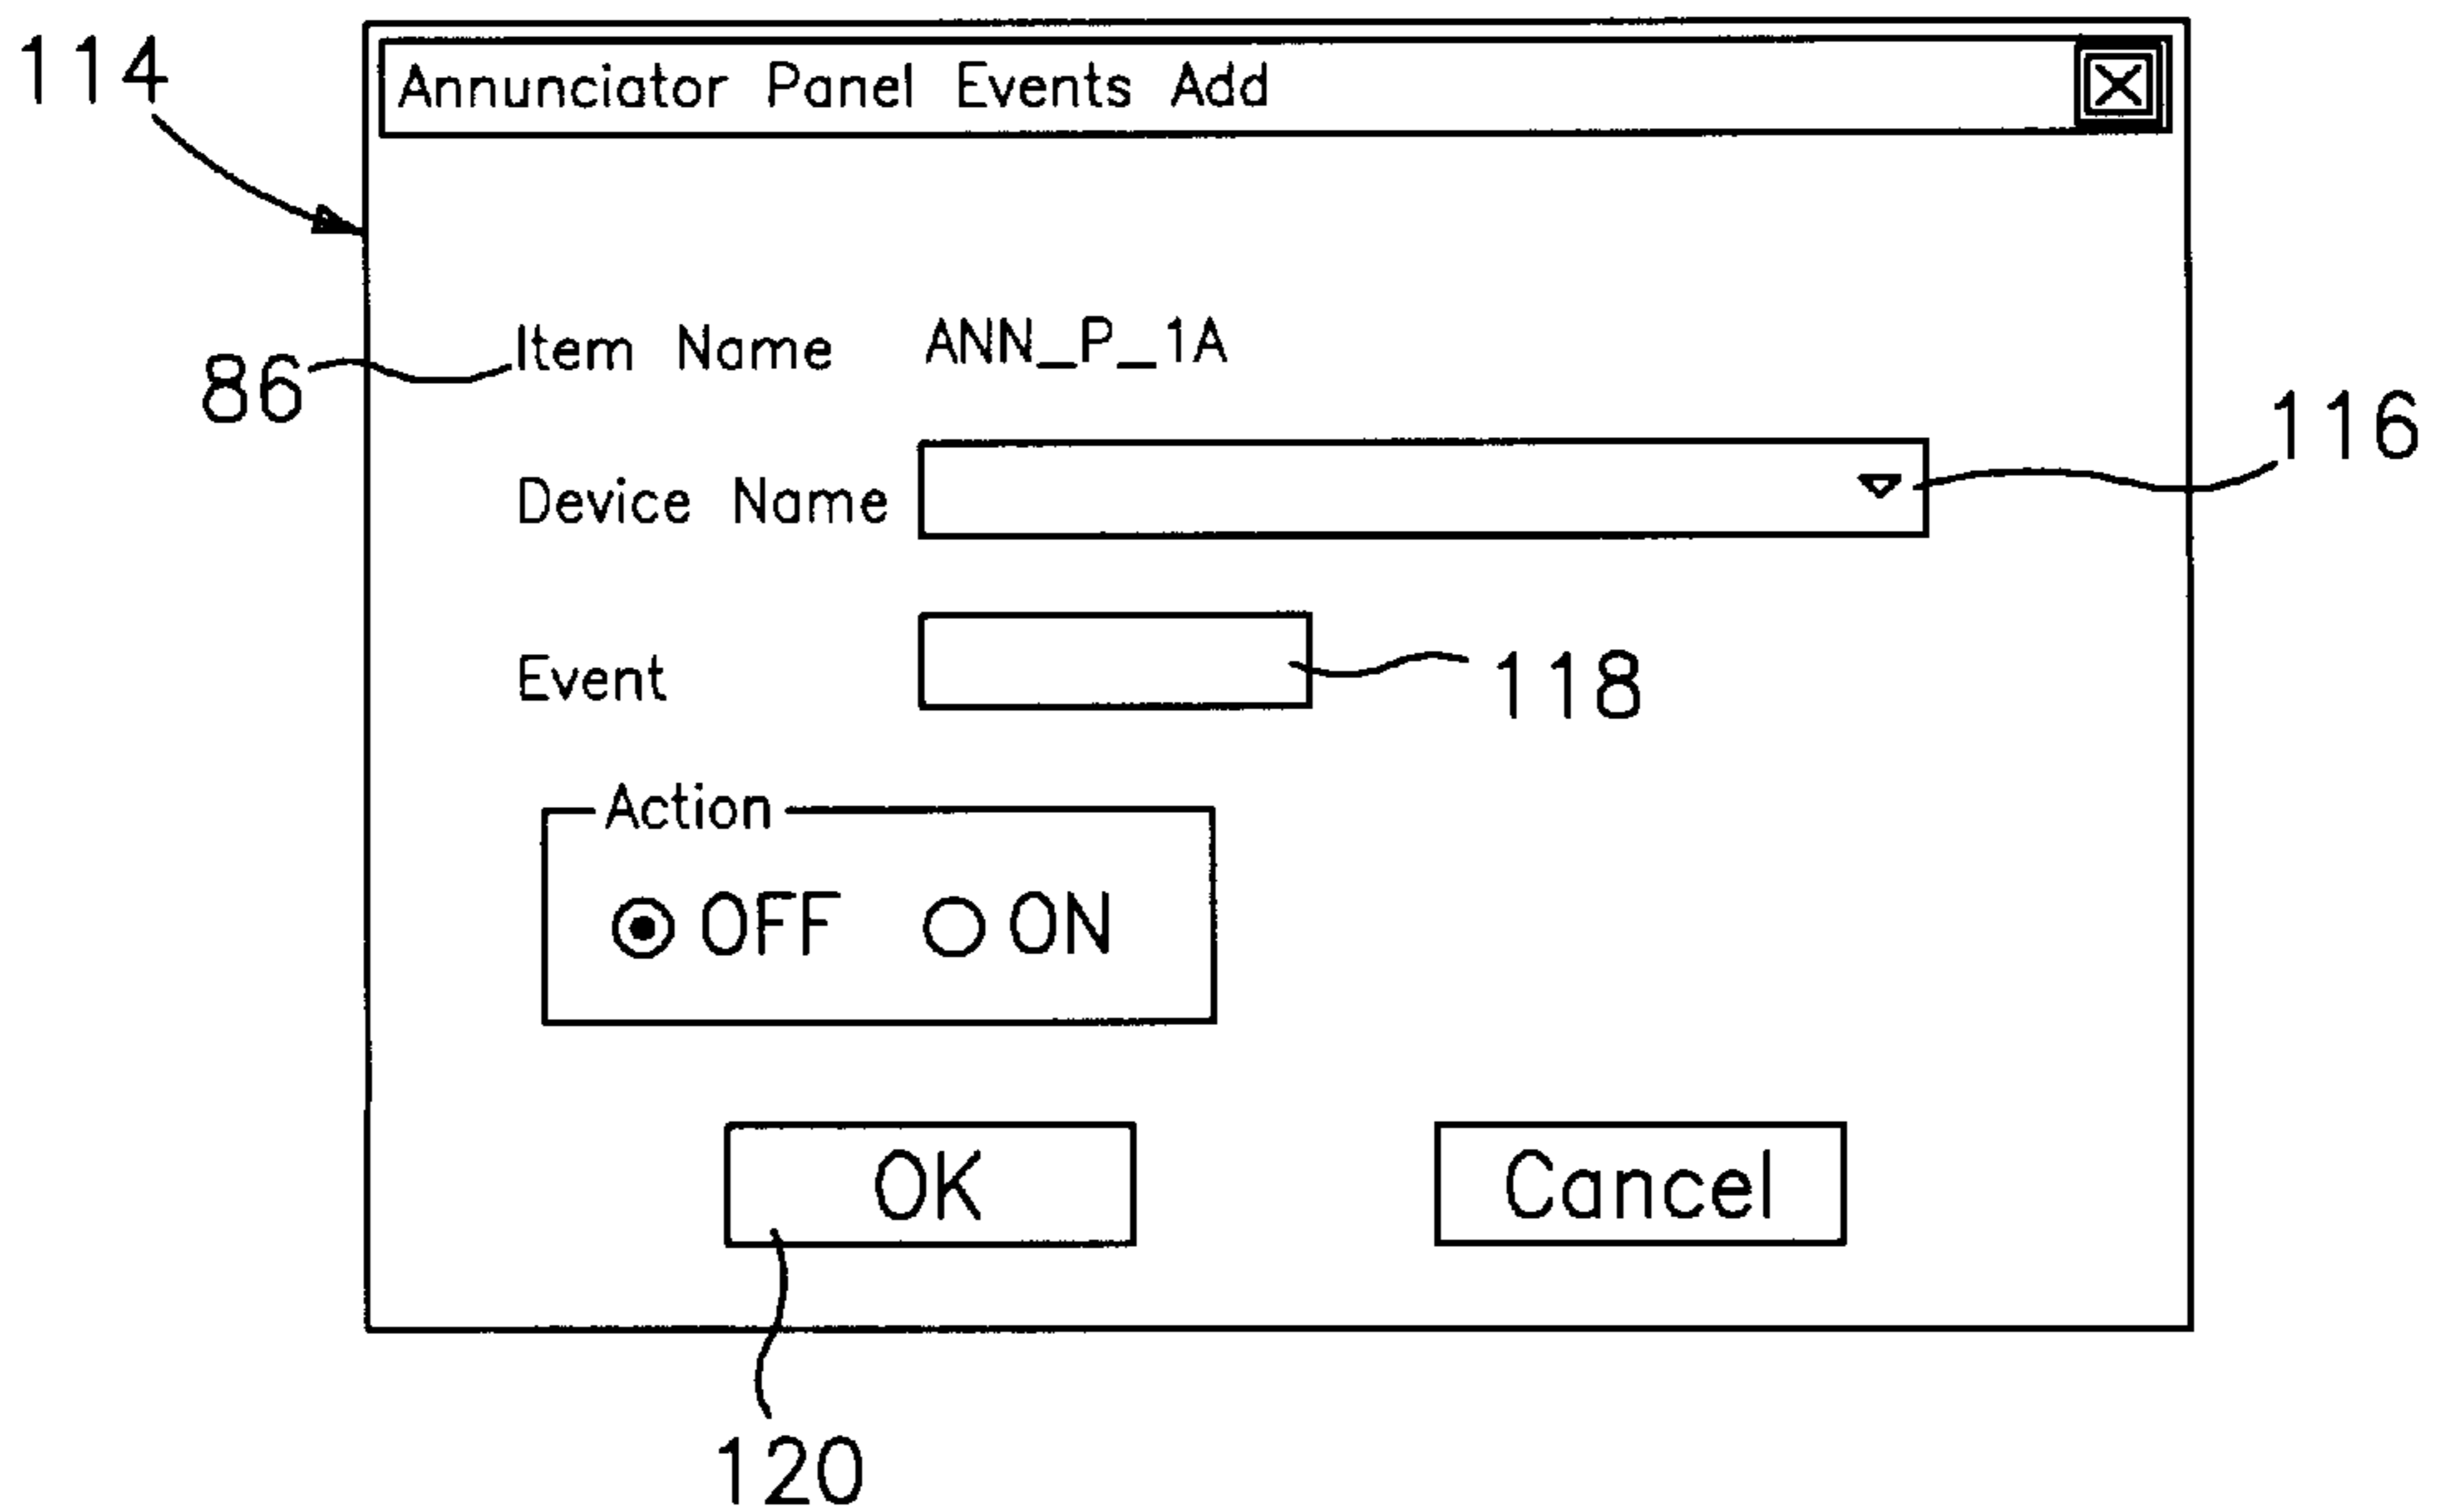 114
Annunciator Panel Events Add
86
Item Name ANN_P_1A
116
Device Name
Event
118
Action
OFF ON
OK Cancel
120